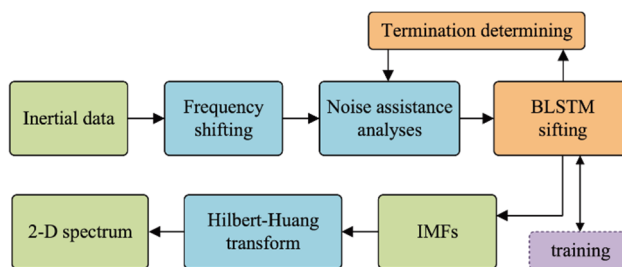 Termination determining
Inertial data
Frequency
shifting
Noise assistance
analyses
BLSTM
sifting
2-D spectrum
Hilbert-Huang
transform
IMFs
training